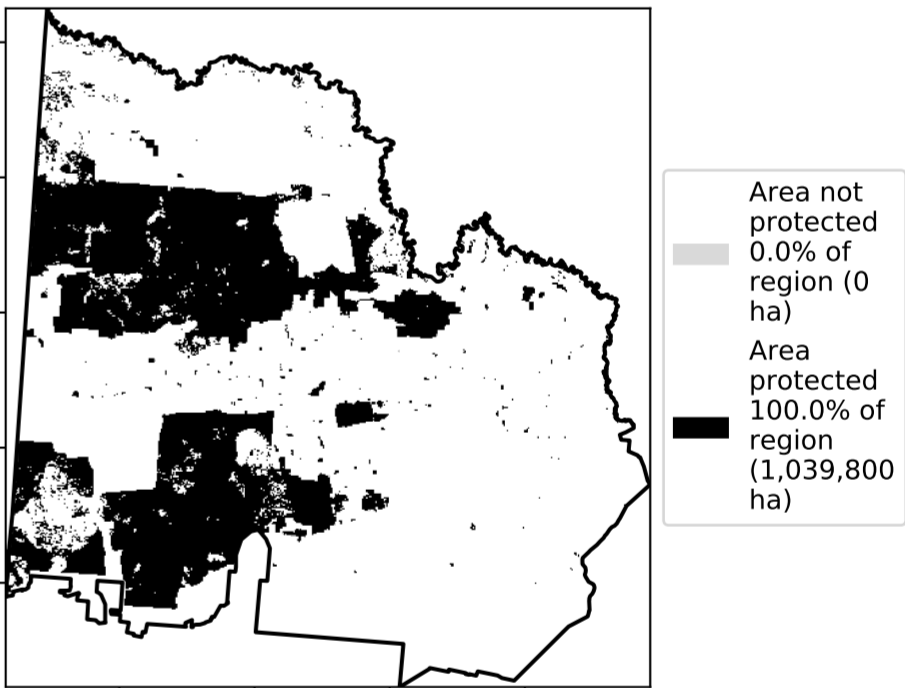 Area not
protected
0.0% of
region (0
ha)
Area
protected
100.0% of
region
(1,039,800
ha)